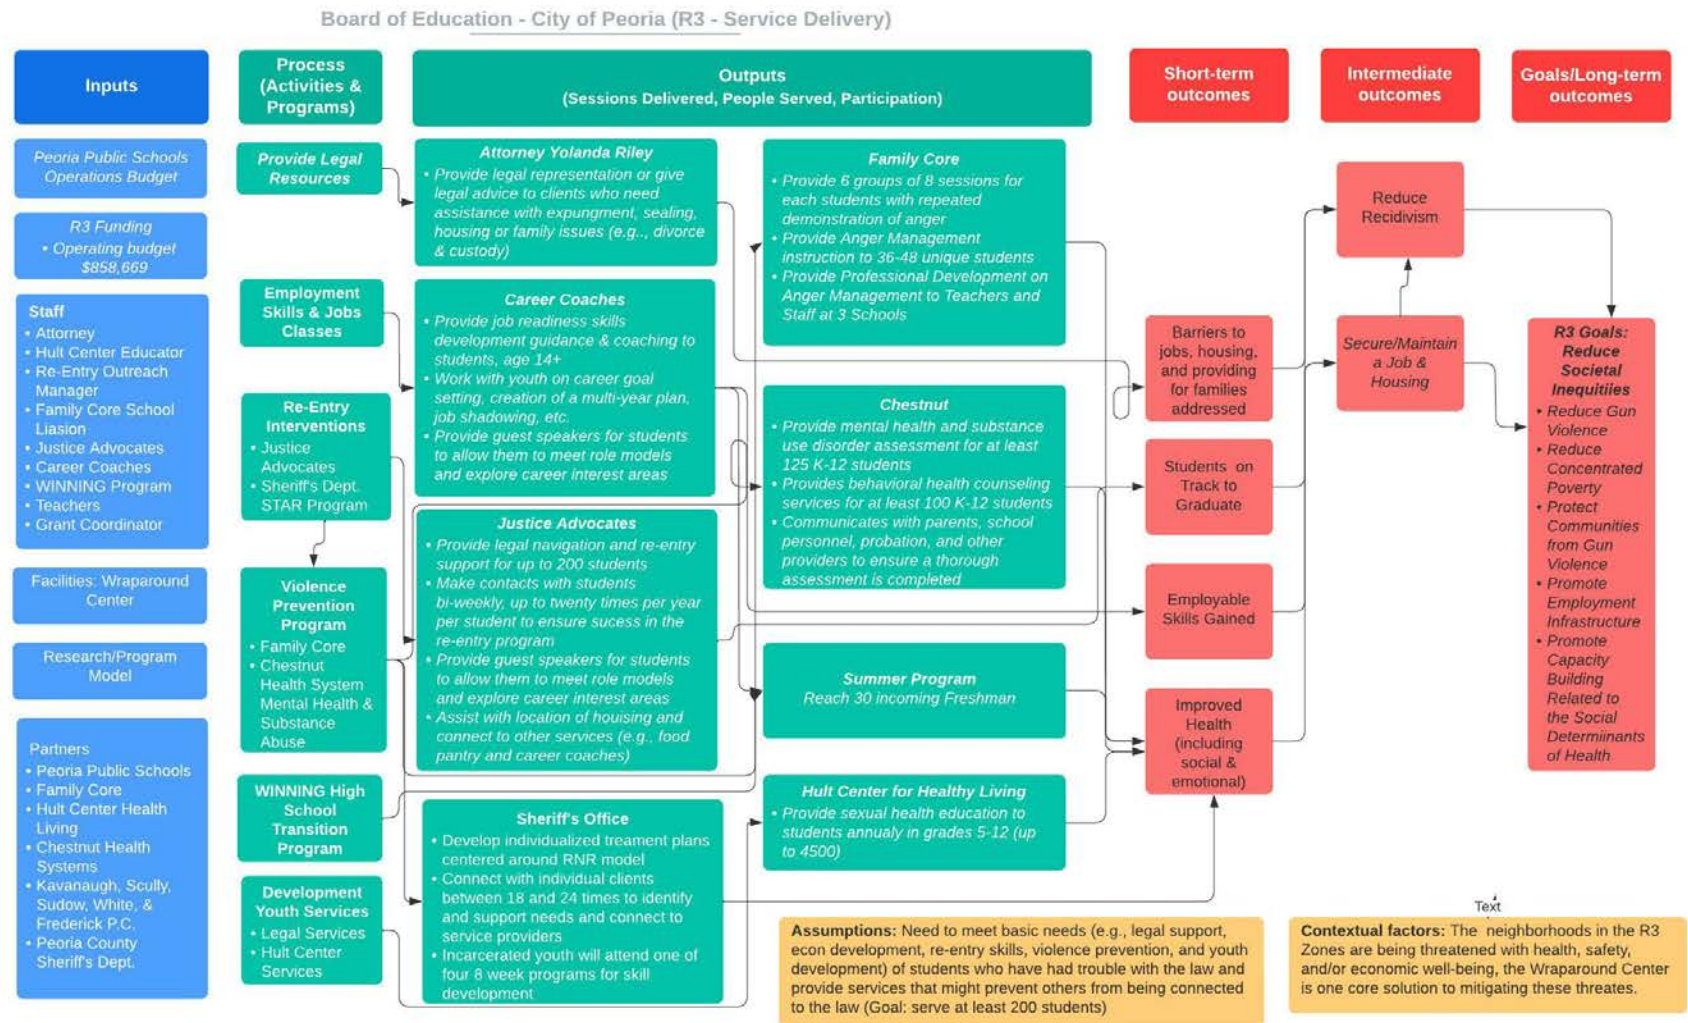 Board of Education - City of Peoria (R3 - Service Delivery)
Inputs
Peoria Public Schools
Operations Budget
R3 Funding
• Operating budget
$858,669
Staff
• Attorney
• Hult Center Educator
• Re-Entry Outreach
Manager
• Family Core School
Liasion
• Justice Advocates
• Career Coaches
• WINNING Program
• Teachers
• Grant Coordinator
Facilities: Wraparound
Center
Research/Program
Model
Partners
• Peoria Public Schools
• Family Core
• Hult Center Health
Living
• Chestnut Health
Systems
• Kavanaugh, Scully,
Sudow, White, &
Frederick P.C.
• Peoria County
Sheriff's Dept.
Process
(Activities &
Programs)
Provide Legal
Resources
Employment
Skills & Jobs
Classes
Re-Entry
Interventions
• Justice
Advocates
• Sheriff's Dept.
STAR Program
Violence
Prevention
Program
• Family Core
• Chestnut
Health System
Mental Health &
Substance
Abuse
WINNING High
School
Transition
Program
Development
Youth Services
• Legal Services
• Hult Center
Services
Outputs
(Sessions Delivered, People Served, Participation)
Attorney Yolanda Riley
• Provide legal representation or give
legal advice to clients who need
assistance with expungment, sealing,
housing or family issues (e.g.., divorce
& custody)
Career Coaches
• Provide job readiness skills
development guidance & coaching to
students, age 14+
• Work with youth on career goal
setting, creation of a multi-year plan,
job shadowing, etc.
• Provide guest speakers for students
to allow them to meet role models
and explore career interest areas
Justice Advocates
• Provide legal navigation and re-entry
support for up to 200 students
• Make contacts with students
bi-weekly, up to twenty times per year
per student to ensure sucess in the
re-entry program
• Provide guest speakers for students
to allow them to meet role models
and explore career interest areas
• Assist with location of houising and
connect to other services (e.g., food
pantry and career coaches)
Sheriff's Office
• Develop individualized treament plans
centered around RNR model
• Connect with individual clients
between 18 and 24 times to identify
and support needs and connect to
service providers
• Incarcerated youth will attend one of
four 8 week programs for skill
development
Family Core
• Provide 6 groups of 8 sessions for
each students with repeated
demonstration of anger
• Provide Anger Management
instruction to 36-48 unique students
• Provide Professional Development on
Anger Management to Teachers and
Staff at 3 Schools
Chestnut
• Provide mental health and substance
use disorder assessment for at least
125 K-12 students
• Provides behavioral health counseling
services for at least 100 K-12 students
• Communicates with parents, school
personnel, probation, and other
providers to ensure a thorough
assessment is completed
Summer Program
Reach 30 incoming Freshman
Hult Center for Healthy Living
• Provide sexual health education to
students annualy in grades 5-12 (up
to 4500)
Short-term
outcomes
Barriers to
jobs, housing,
and providing
for families
addressed
Students on
Track to
Graduate
Employable
Skills Gained
Improved
Health
(including
social &
emotional)
Intermediate
outcomes
Reduce
Recidivism
Secure/Maintain
a Job &
Housing
Goals/Long-term
outcomes
R3 Goals:
Reduce
Societal
Inequitiies
• Reduce Gun
Violence
• Reduce
Concentrated
Poverty
• Protect
Communities
from Gun
Violence
• Promote
Employment
Infrastructure
• Promote
Capacity
Building
Related to
the Social
Determiinants
of Health
Assumptions: Need to meet basic needs (e.g., legal support,
econ development, re-entry skills, violence prevention, and youth
development) of students who have had trouble with the law and
provide services that might prevent others from being connected
to the law (Goal: serve at least 200 students)
Text
Contextual factors: The neighborhoods in the R3
Zones are being threatened with health, safety,
and/or economic well-being, the Wraparound Center
is one core solution to mitigating these threates.